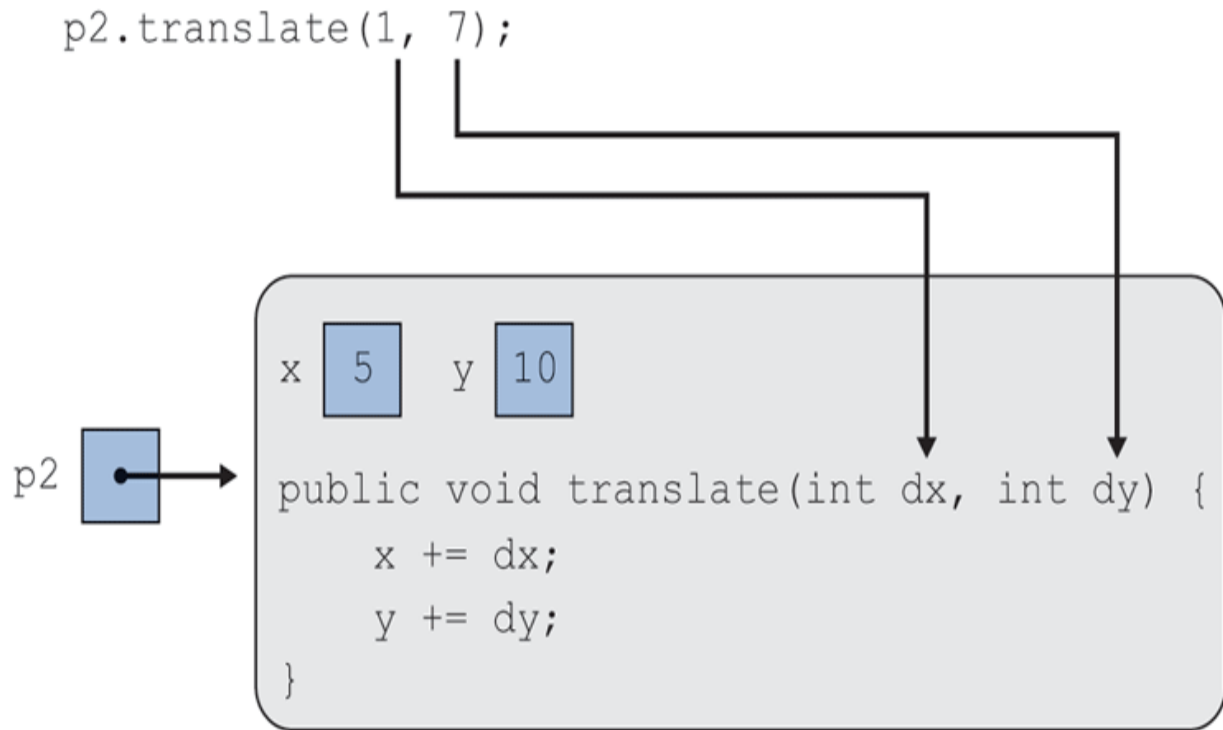 p2.translate(1, 7);
x 5 y 10
p2
public void translate(int dx, int dy) {
x += dx;
y += dy;
}